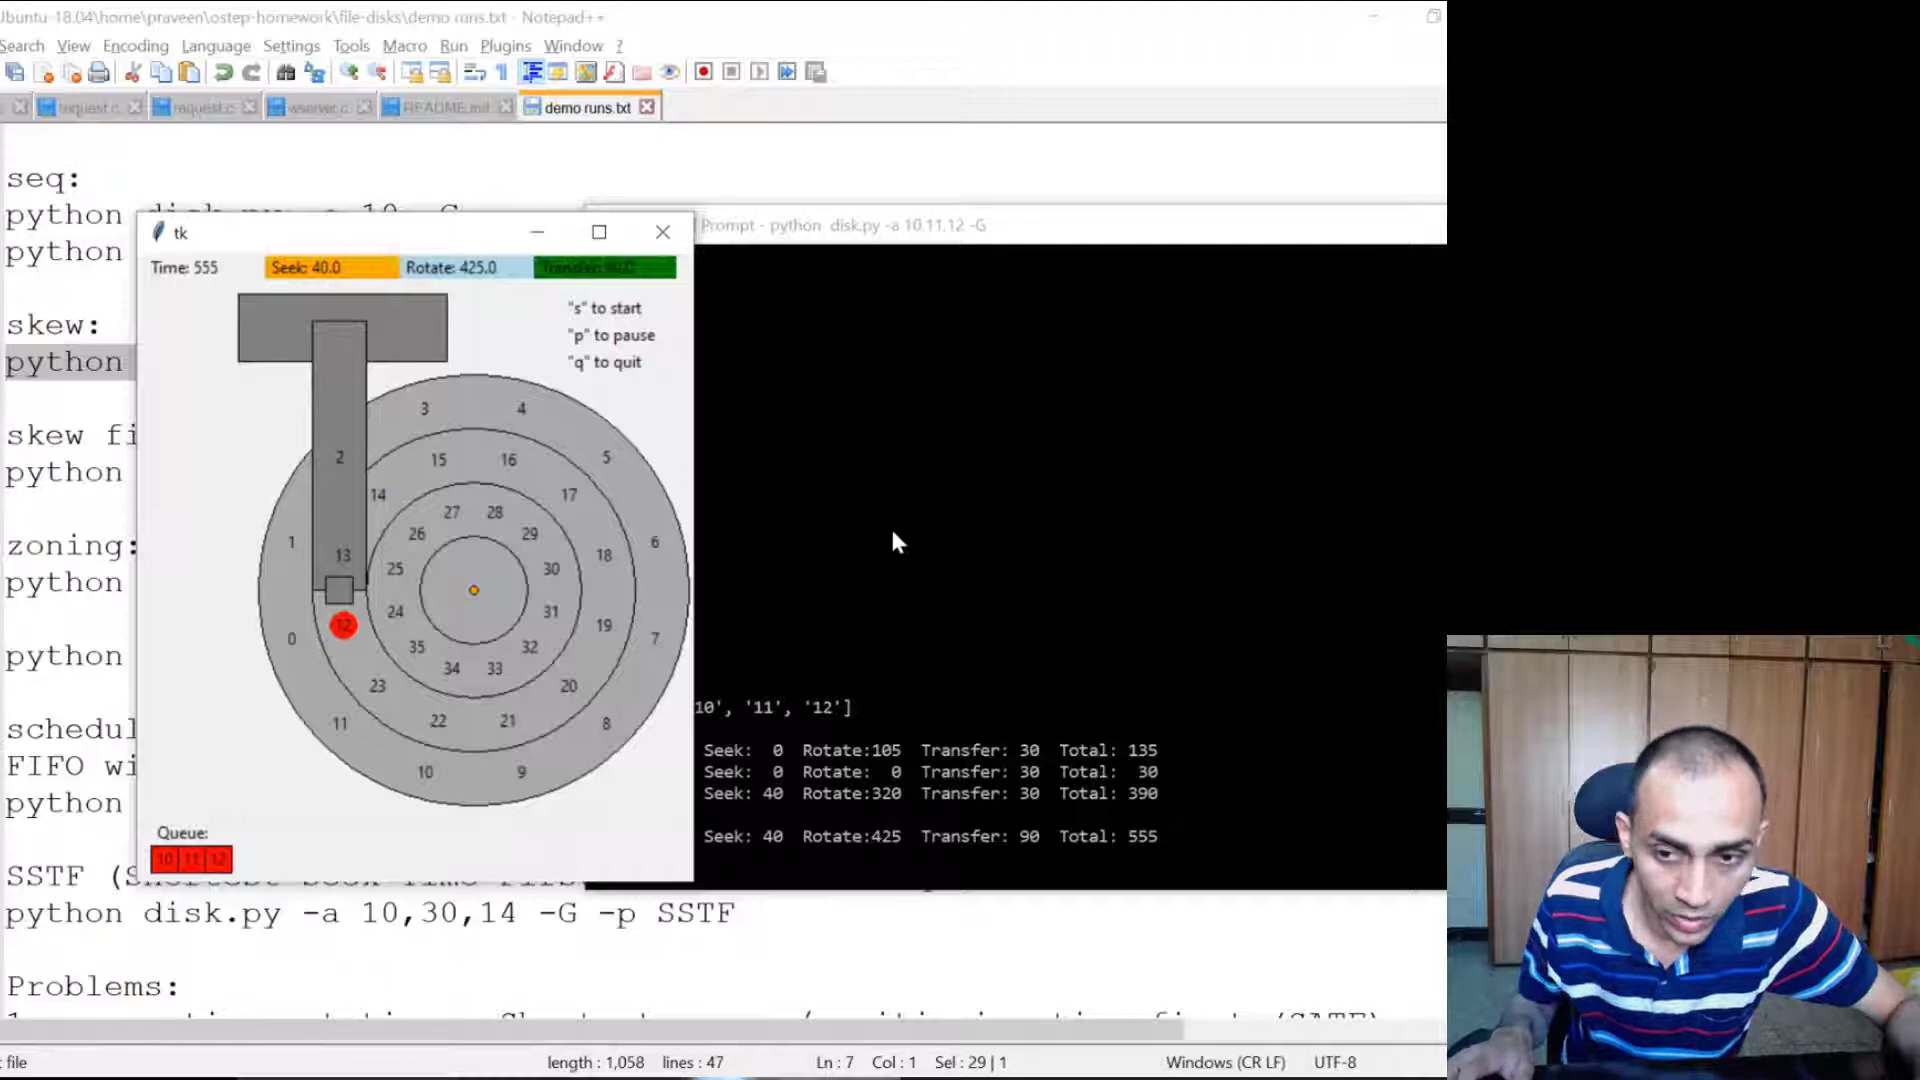 Ubuntu-18.04\home\praveen\ostep-homework\file-disks\demo runs.txt - Notepad++
Search View Encoding Language Settings Tools Macro Run Plugins Window ?
request.c request.c wserver.c README.md demo runs.txt
seq:
python
python
skew:
python
skew fi
python
zoning:
python
python
schedul
FIFO wi
python
SSTF
python disk.py -a 10,30,14 -G -p SSTF
Problems:
tk
Time: 555 Seek: 40.0 Rotate: 425.0
"s" to start
"p" to pause
"q" to quit
3 4
2 15 16 5
14 17
27 28
26 29
1 13 18 6
25 30
24 31
0 12 19 7
35 32
34 33
23 20
11 22 21 8
10 9
Queue:
10 11 12
Prompt - python disk.py -a 10.11.12 -G
10', '11', '12']
Seek: 0 Rotate:105 Transfer: 30 Total: 135
Seek: 0 Rotate: 0 Transfer: 30 Total: 30
Seek: 40 Rotate:320 Transfer: 30 Total: 390
Seek: 40 Rotate:425 Transfer: 90 Total: 555
file length : 1,058 lines : 47 Ln : 7 Col : 1 Sel : 29 | 1 Windows (CR LF) UTF-8